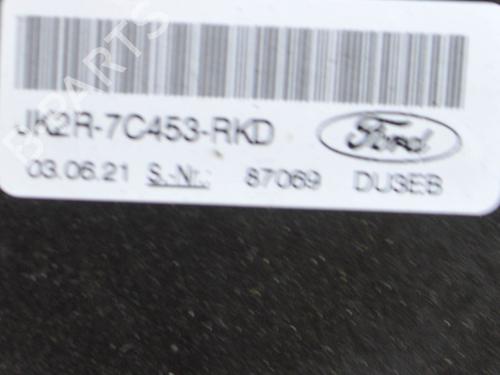 B-PARTS
JK2R-7C453-RKD Ford
03.06.21 S.-Nr.: 87069 DU3EB